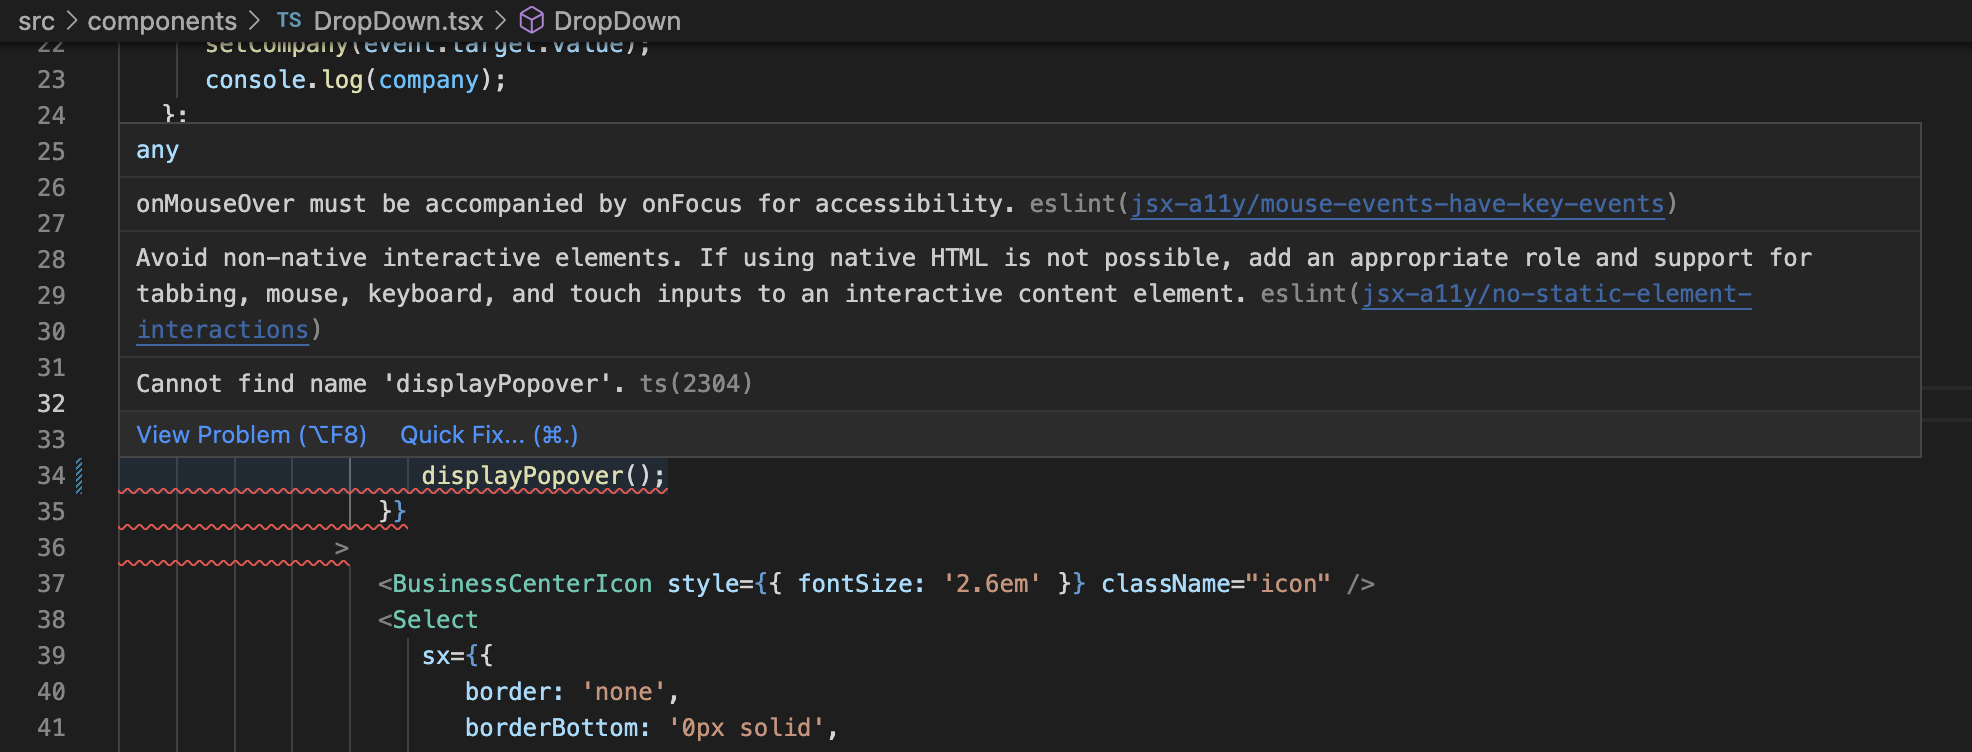 src > components > TS DropDown.tsx > DropDown
22 setCompany(event.target.value);
23 console.log(company);
24 };
25
26
27
28
29
30
31
32
33
any
onMouseOver must be accompanied by onFocus for accessibility. eslint(jsx-a11y/mouse-events-have-key-events)
Avoid non-native interactive elements. If using native HTML is not possible, add an appropriate role and support for
tabbing, mouse, keyboard, and touch inputs to an interactive content element. eslint(jsx-a11y/no-static-element-
interactions)
Cannot find name 'displayPopover'. ts(2304)
View Problem (⌥F8) Quick Fix... (⌘.)
34 displayPopover();
35 }}
36 >
37 <BusinessCenterIcon style={{ fontSize: '2.6em' }} className="icon" />
38 <Select
39 sx={{
40 border: 'none',
41 borderBottom: '0px solid',